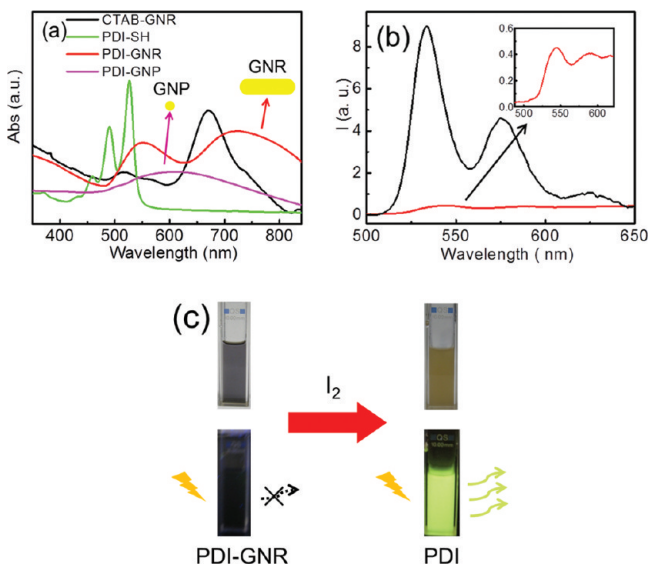 (a)
CTAB-GNR
PDI-SH
PDI-GNR
PDI-GNP
GNP
GNR
Abs (a.u.)
400 500 600 700 800
Wavelength (nm)
(b)
I (a. u.)
8
6
4
2
0
500 550 600 650
Wavelength ( nm)
0.6
0.4
0.2
0.0
500 550 600
(c)
I2
PDI-GNR
PDI